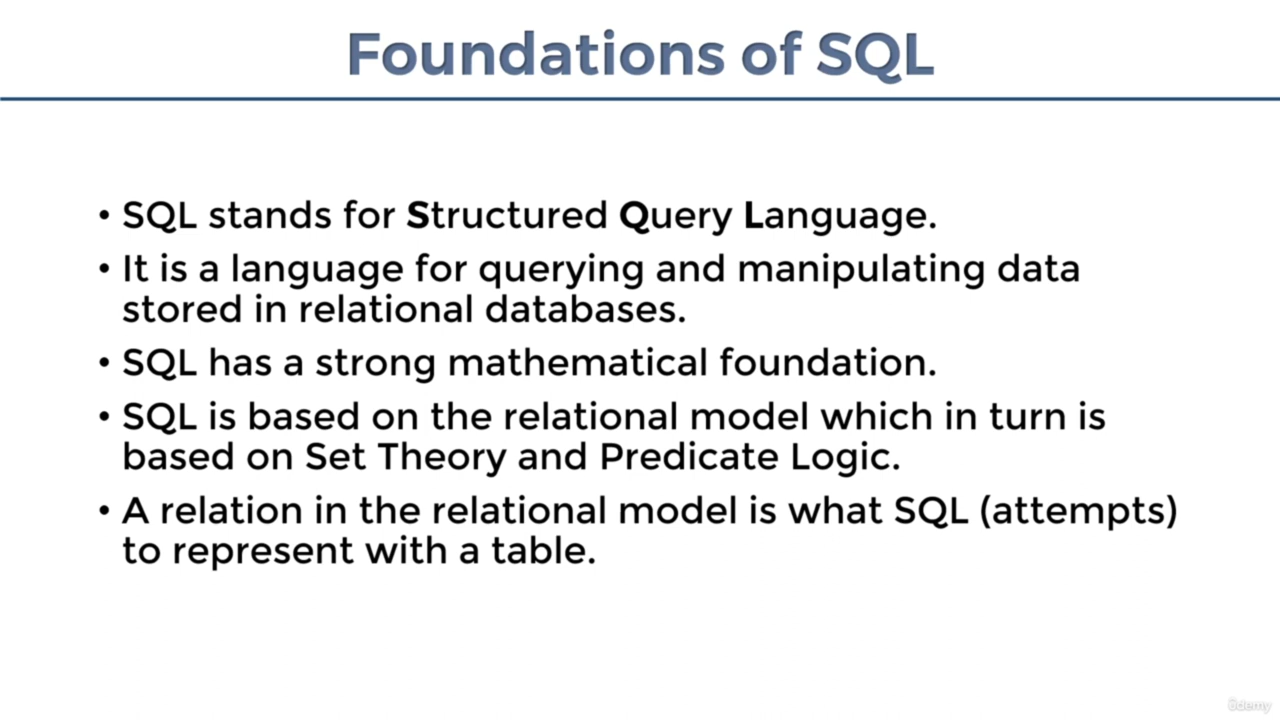 Foundations of SQL
• SQL stands for Structured Query Language.
• It is a language for querying and manipulating data
stored in relational databases.
• SQL has a strong mathematical foundation.
• SQL is based on the relational model which in turn is
based on Set Theory and Predicate Logic.
• A relation in the relational model is what SQL (attempts)
to represent with a table.
ûdemy